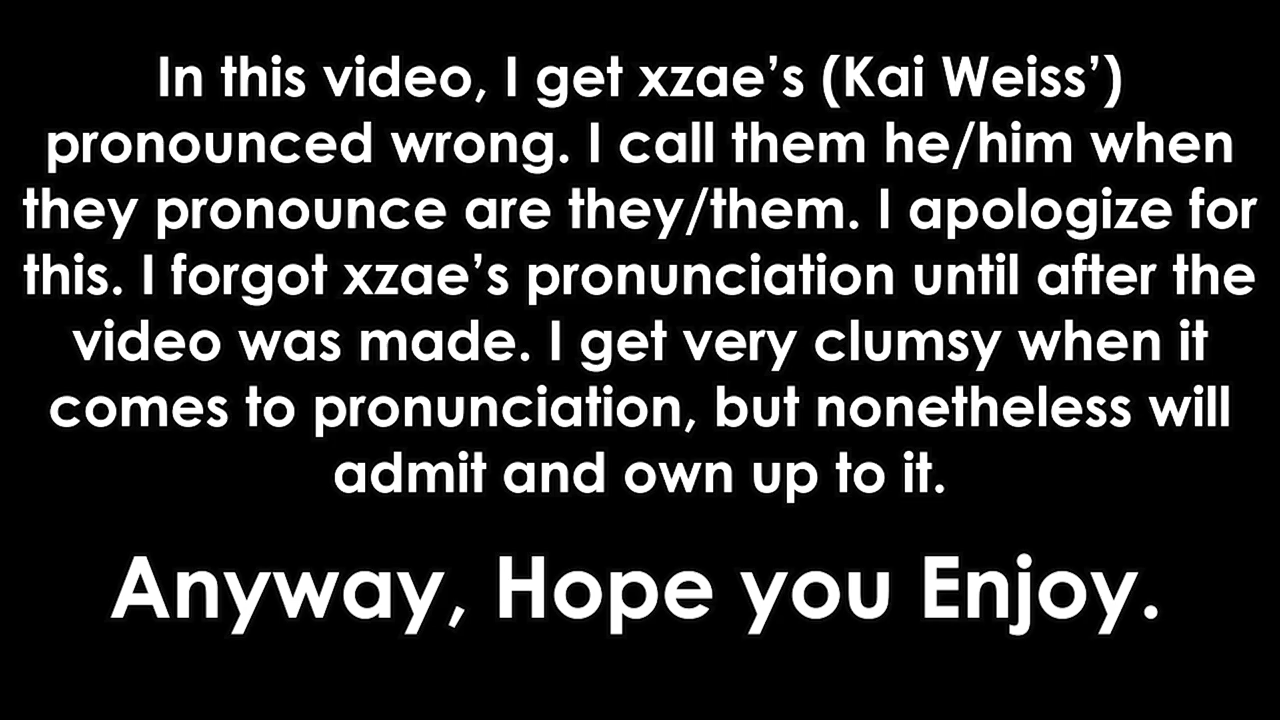 In this video, I get xzae’s (Kai Weiss’)
pronounced wrong. I call them he/him when
they pronounce are they/them. I apologize for
this. I forgot xzae’s pronunciation until after the
video was made. I get very clumsy when it
comes to pronunciation, but nonetheless will
admit and own up to it.
Anyway, Hope you Enjoy.